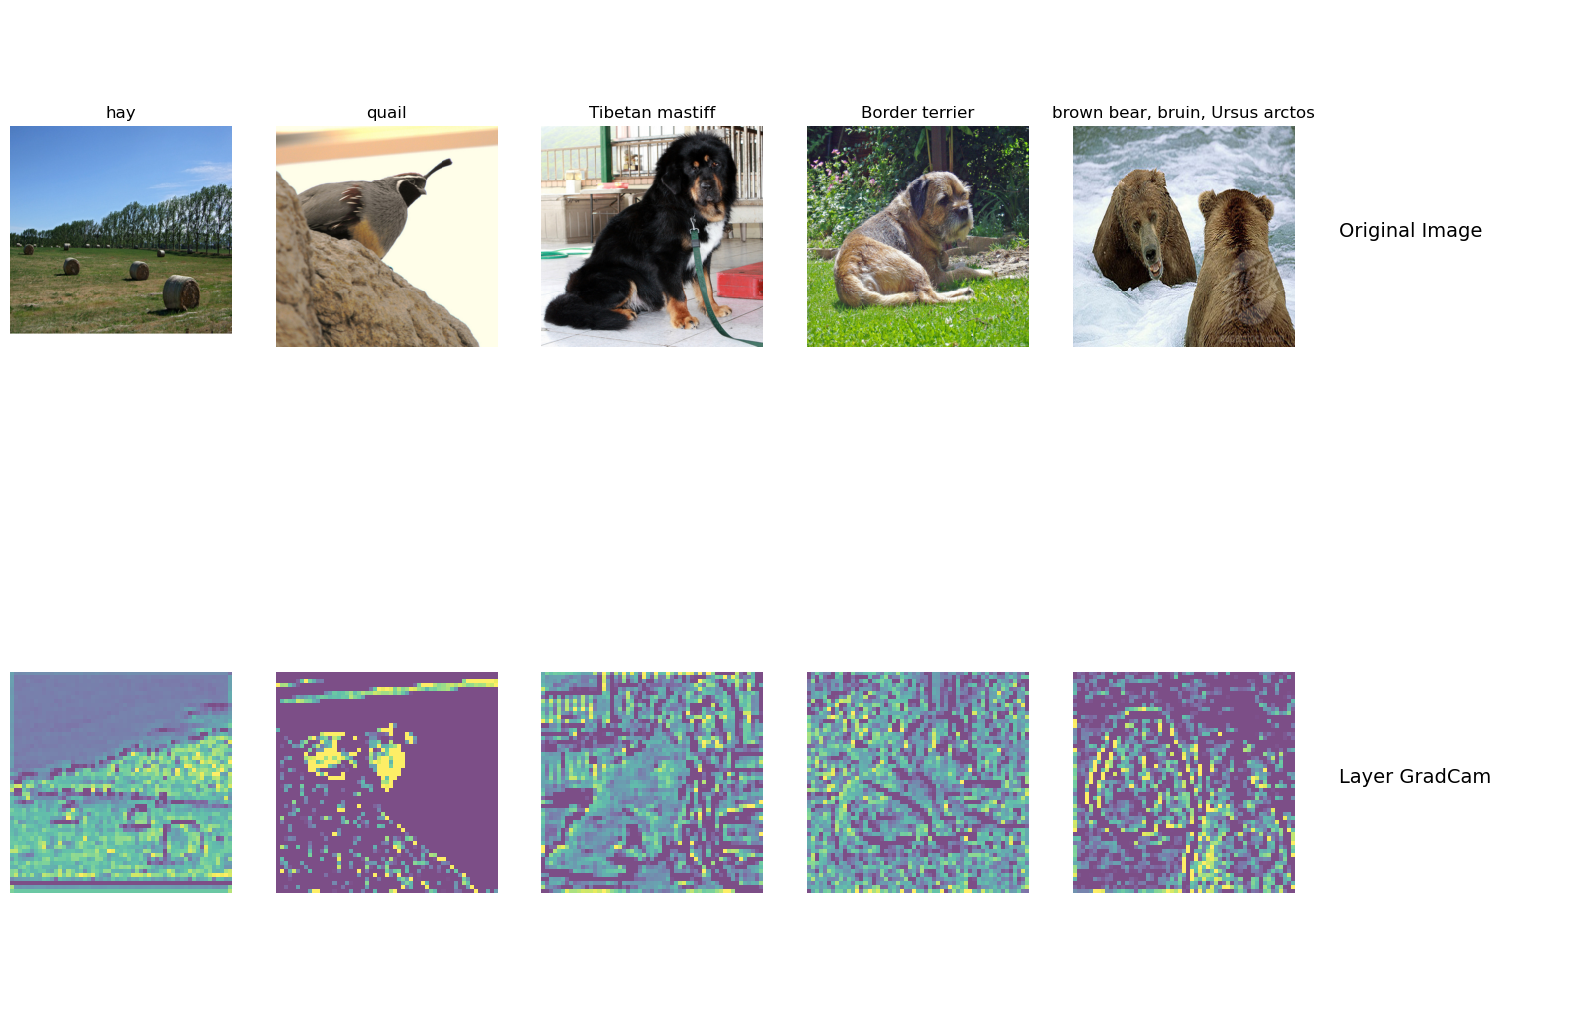 hay
quail
Tibetan mastiff
Border terrier
brown bear, bruin, Ursus arctos
Original Image
Layer GradCam